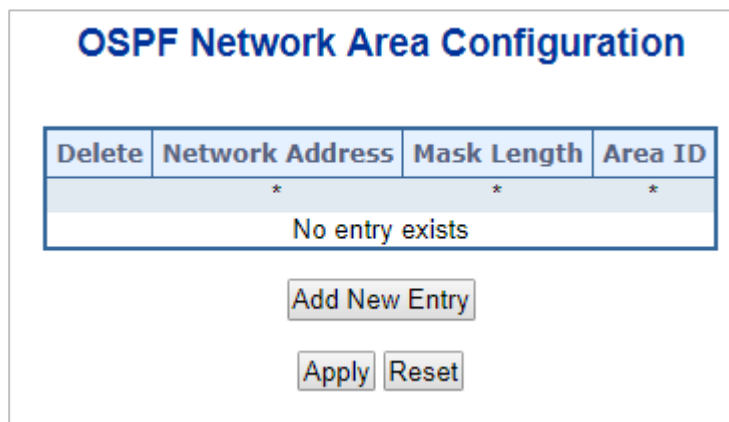 OSPF Network Area Configuration
Delete Network Address Mask Length Area ID
* * *
No entry exists
Add New Entry
Apply Reset